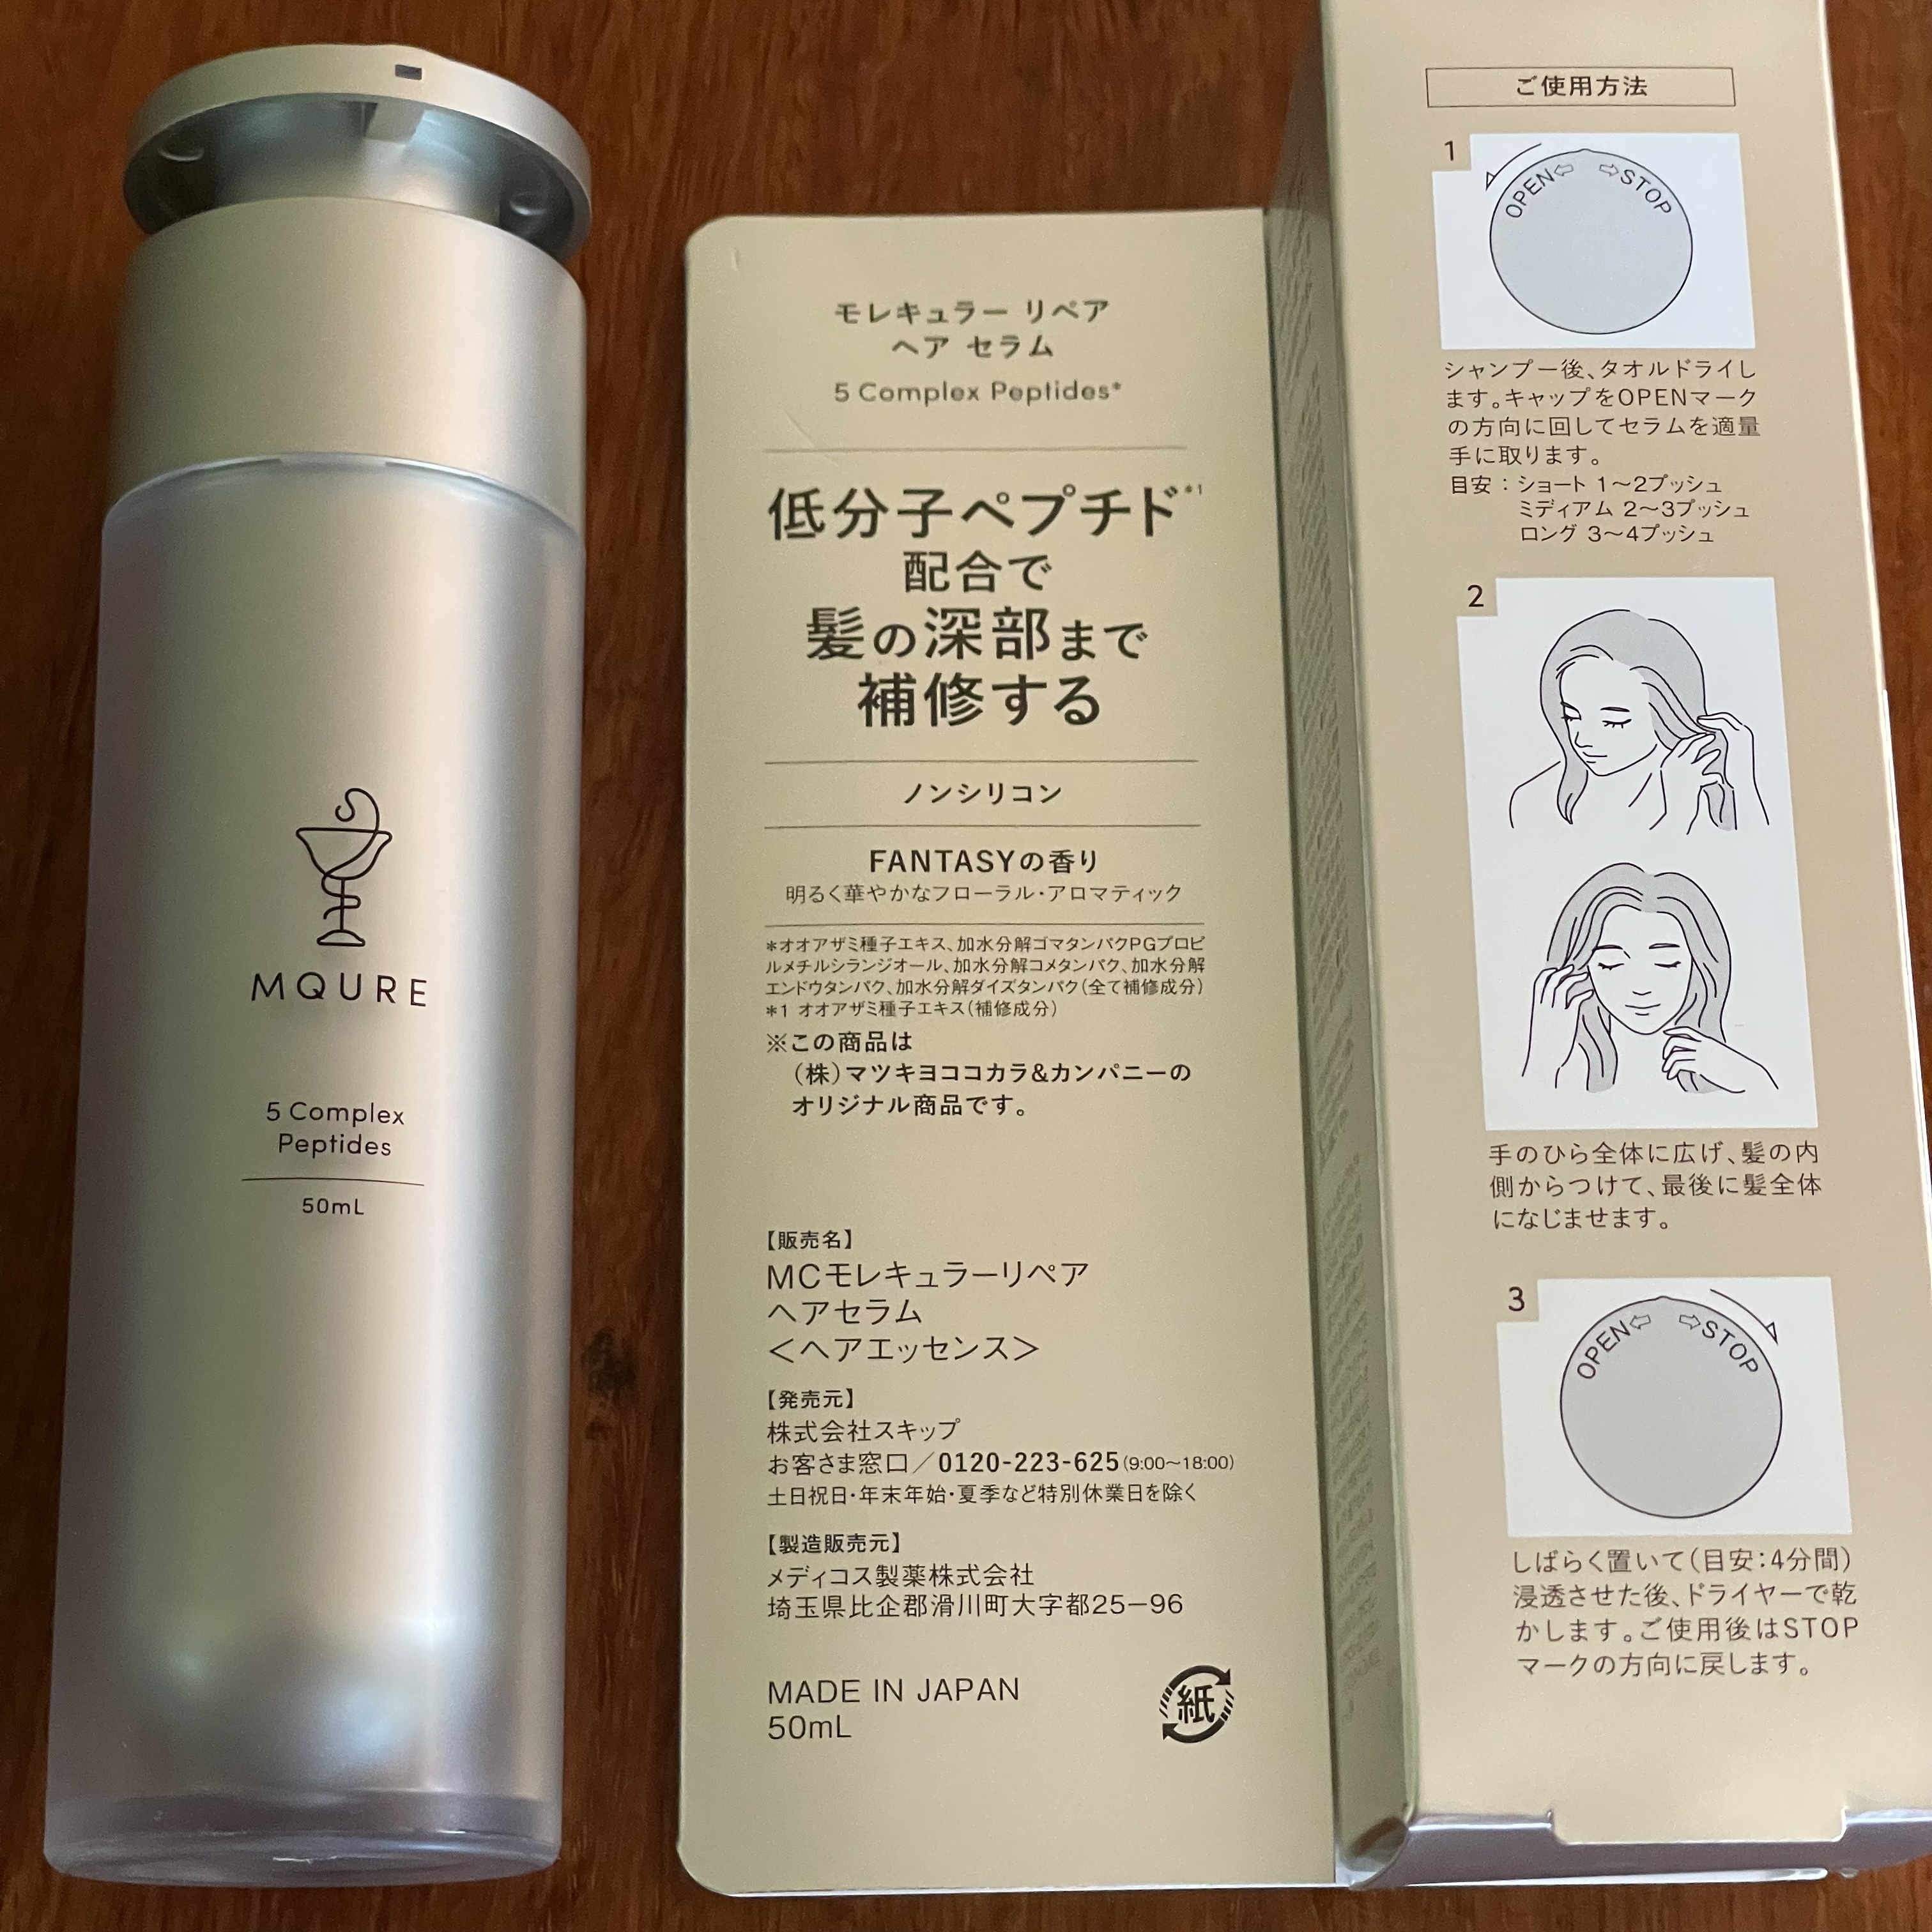 MQURE
5 Complex
Peptides
50mL
モレキュラー リペア
ヘア セラム
5 Complex Peptides*
低分子ペプチド*1
配合で
髪の深部まで
補修する
ノンシリコン
FANTASYの香り
明るく華やかなフローラル・アロマティック
*オオアザミ種子エキス、加水分解ゴマタンパクPGプロピ
ルメチルシランジオール、加水分解コメタンパク、加水分解
エンドウタンパク、加水分解ダイズタンパク(全て補修成分)
*1 オオアザミ種子エキス(補修成分)
※この商品は
(株)マツキヨココカラ&カンパニーの
オリジナル商品です。
【販売名】
MCモレキュラーリペア
ヘアセラム
<ヘアエッセンス>
【発売元】
株式会社スキップ
お客さま窓口/0120-223-625(9:00〜18:00)
土日祝日・年末年始・夏季など特別休業日を除く
【製造販売元】
メディコス製薬株式会社
埼玉県比企郡滑川町大字都25−96
MADE IN JAPAN
50mL
紙
ご使用方法
1
OPEN⇦ ⇨STOP
シャンプー後、タオルドライし
ます。キャップをOPENマーク
の方向に回してセラムを適量
手に取ります。
目安:ショート 1〜2プッシュ
ミディアム 2〜3プッシュ
ロング 3〜4プッシュ
2
手のひら全体に広げ、髪の内
側からつけて、最後に髪全体
になじませます。
3
OPEN⇦ ⇨STOP
しばらく置いて(目安:4分間)
浸透させた後、ドライヤーで乾
かします。ご使用後はSTOP
マークの方向に戻します。